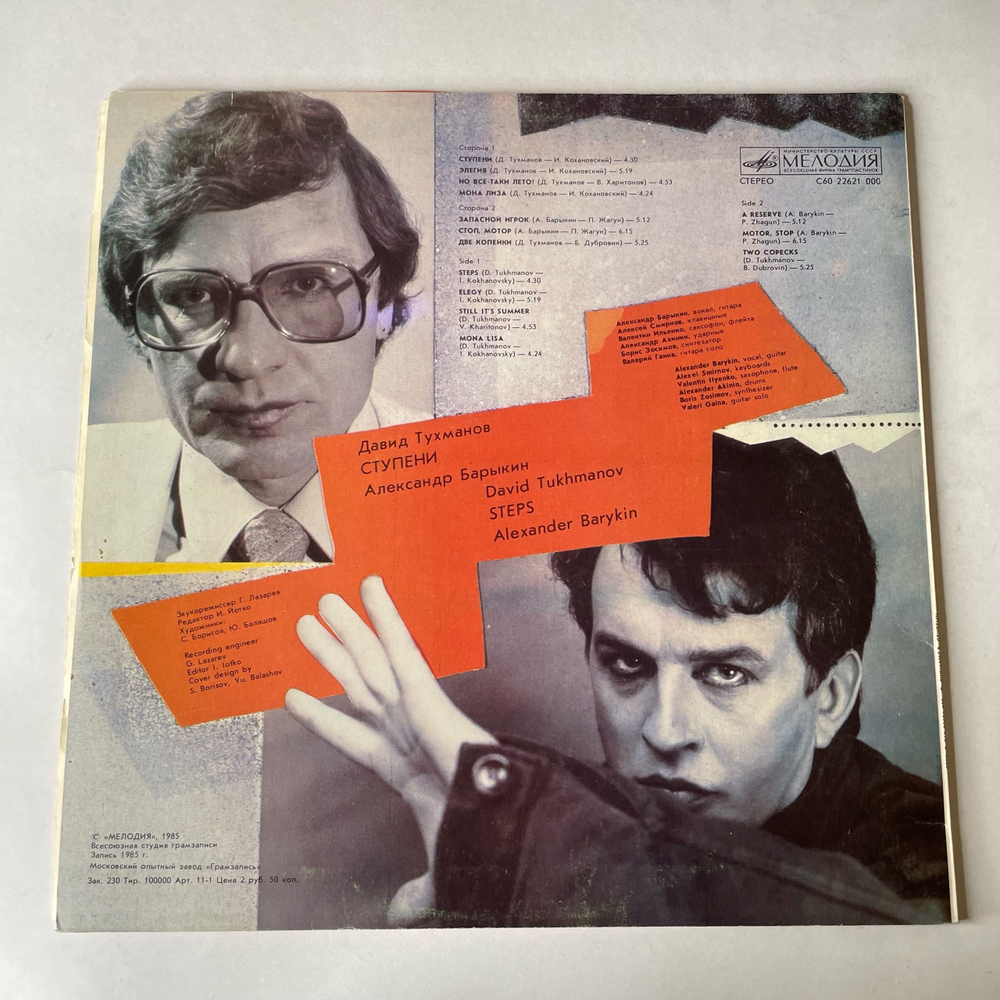 Сторона 1
СТУПЕНИ (Д. Тухманов — И. Кохановский) — 4.30
ЭЛЕГИЯ (Д. Тухманов — И. Кохановский) — 5.19
НО ВСЕ-ТАКИ ЛЕТО! (Д. Тухманов — В. Харитонов) — 4.53
МОНА ЛИЗА (Д. Тухманов — И. Кохановский) — 4.24
Сторона 2
ЗАПАСНОЙ ИГРОК (А. Барыкин — П. Жагун) — 5.12
СТОП, МОТОР (А. Барыкин — П. Жагун) — 6.15
ДВЕ КОПЕЙКИ (Д. Тухманов — Б. Дубровин) — 5.25
Side 1
STEPS (D. Tukhmanov —
I. Kokhanovsky) — 4.30
ELEGY (D. Tukhmanov —
I. Kokhanovsky) — 5.19
STILL IT'S SUMMER
(D. Tukhmanov —
V. Kharitonov) — 4.53
MONA LISA
(D. Tukhmanov —
I. Kokhanovsky) — 4.24
МИНИСТЕРСТВО КУЛЬТУРЫ СССР
МЕЛОДИЯ
ВСЕСОЮЗНАЯ ФИРМА ГРАМПЛАСТИНОК
СТЕРЕО С60 22621 000
Side 2
A RESERVE (A. Barykin —
P. Zhagun) — 5.12
MOTOR, STOP (A. Barykin —
P. Zhagun) — 6.15
TWO COPECKS
(D. Tukhmanov —
B. Dubrovin) — 5.25
Александр Барыкин, вокал, гитара
Алексей Смирнов, клавишные
Валентин Ильенко, саксофон, флейта
Александр Акинин, ударные
Борис Зосимов, синтезатор
Валерий Гаина, гитара соло
Alexander Barykin, vocal, guitar
Alexei Smirnov, keyboards
Valentin Ilyenko, saxophone, flute
Alexander Akinin, drums
Boris Zosimov, synthesizer
Valeri Gaina, guitar solo
Давид Тухманов
СТУПЕНИ
Александр Барыкин
David Tukhmanov
STEPS
Alexander Barykin
Звукорежиссер Г. Лазарев
Редактор И. Йотко
Художники:
С. Борисов, Ю. Балашов
Recording engineer
G. Lazarev
Editor I. Iotko
Cover design by
S. Borisov, Yu. Balashov
© «МЕЛОДИЯ», 1985
Всесоюзная студия грамзаписи
Запись 1985 г.
Московский опытный завод «Грамзапись»
Зак. 230 Тир. 100000 Арт. 11-1 Цена 2 руб. 50 коп.